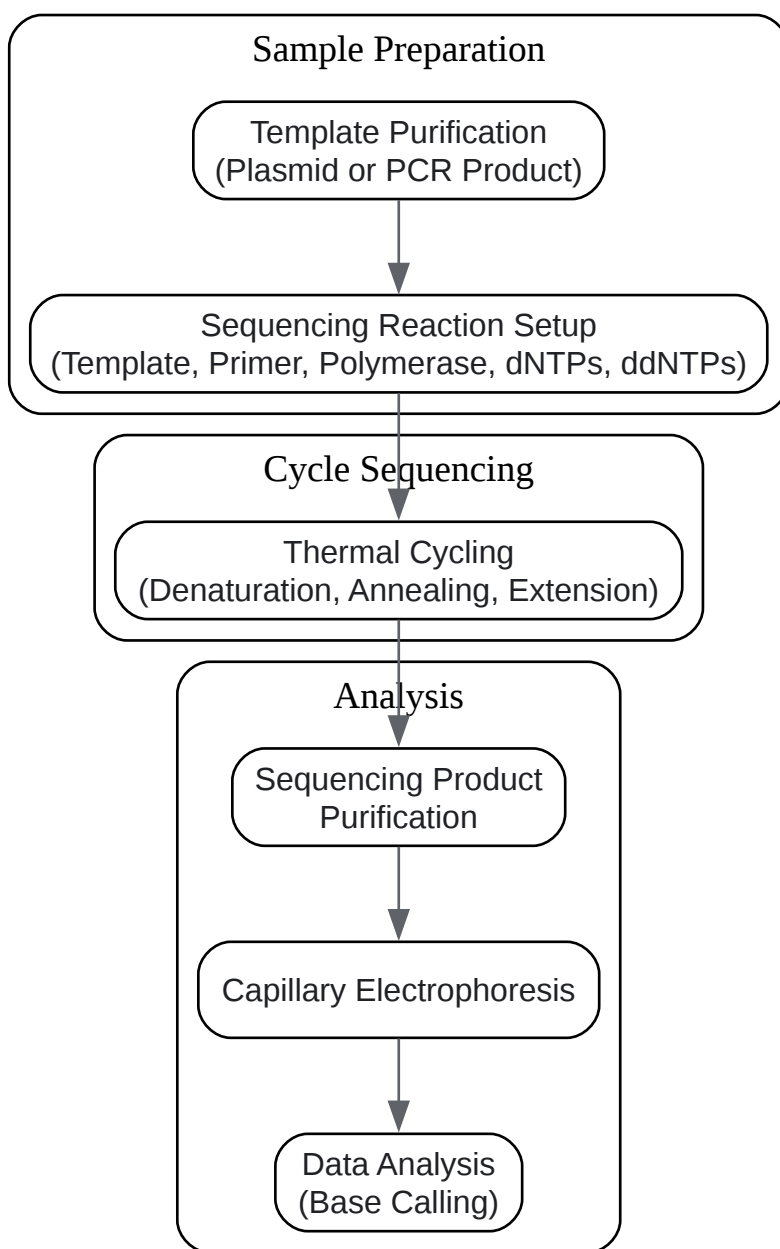 Sample Preparation
Template Purification
(Plasmid or PCR Product)
Sequencing Reaction Setup
(Template, Primer, Polymerase, dNTPs, ddNTPs)
Cycle Sequencing
Thermal Cycling
(Denaturation, Annealing, Extension)
Analysis
Sequencing Product
Purification
Capillary Electrophoresis
Data Analysis
(Base Calling)